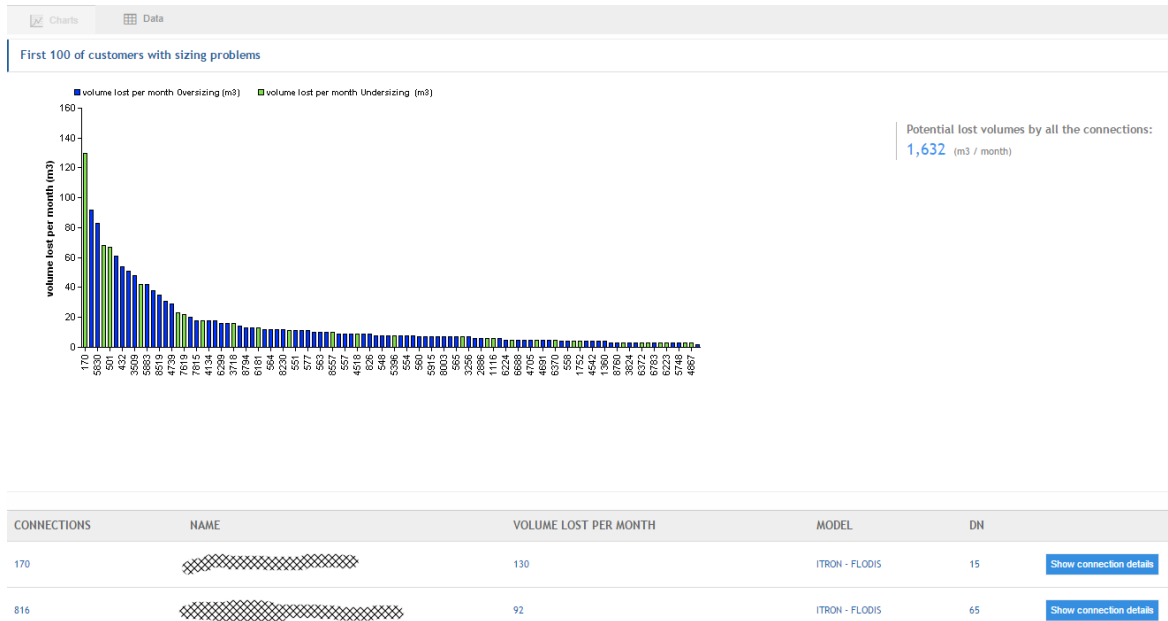 Charts Data
First 100 of customers with sizing problems
volume lost per month Oversizing (m3) volume lost per month Undersizing (m3)
Potential lost volumes by all the connections:
1,632 (m3 / month)
volume lost per month (m3)
160
140
120
100
80
60
40
20
0
170 5830 501 432 3509 5883 8519 4739 7619 7815 4134 6299 3718 8794 6181 564 8230 551 577 563 8557 557 4518 826 548 5396 554 560 5915 8003 565 3256 2886 1116 6224 6688 4705 4691 6370 558 1752 4542 1360 8760 3824 6372 6783 6223 5748 4867
CONNECTIONS NAME VOLUME LOST PER MONTH MODEL DN
170 130 ITRON - FLODIS 15 Show connection details
816 92 ITRON - FLODIS 65 Show connection details